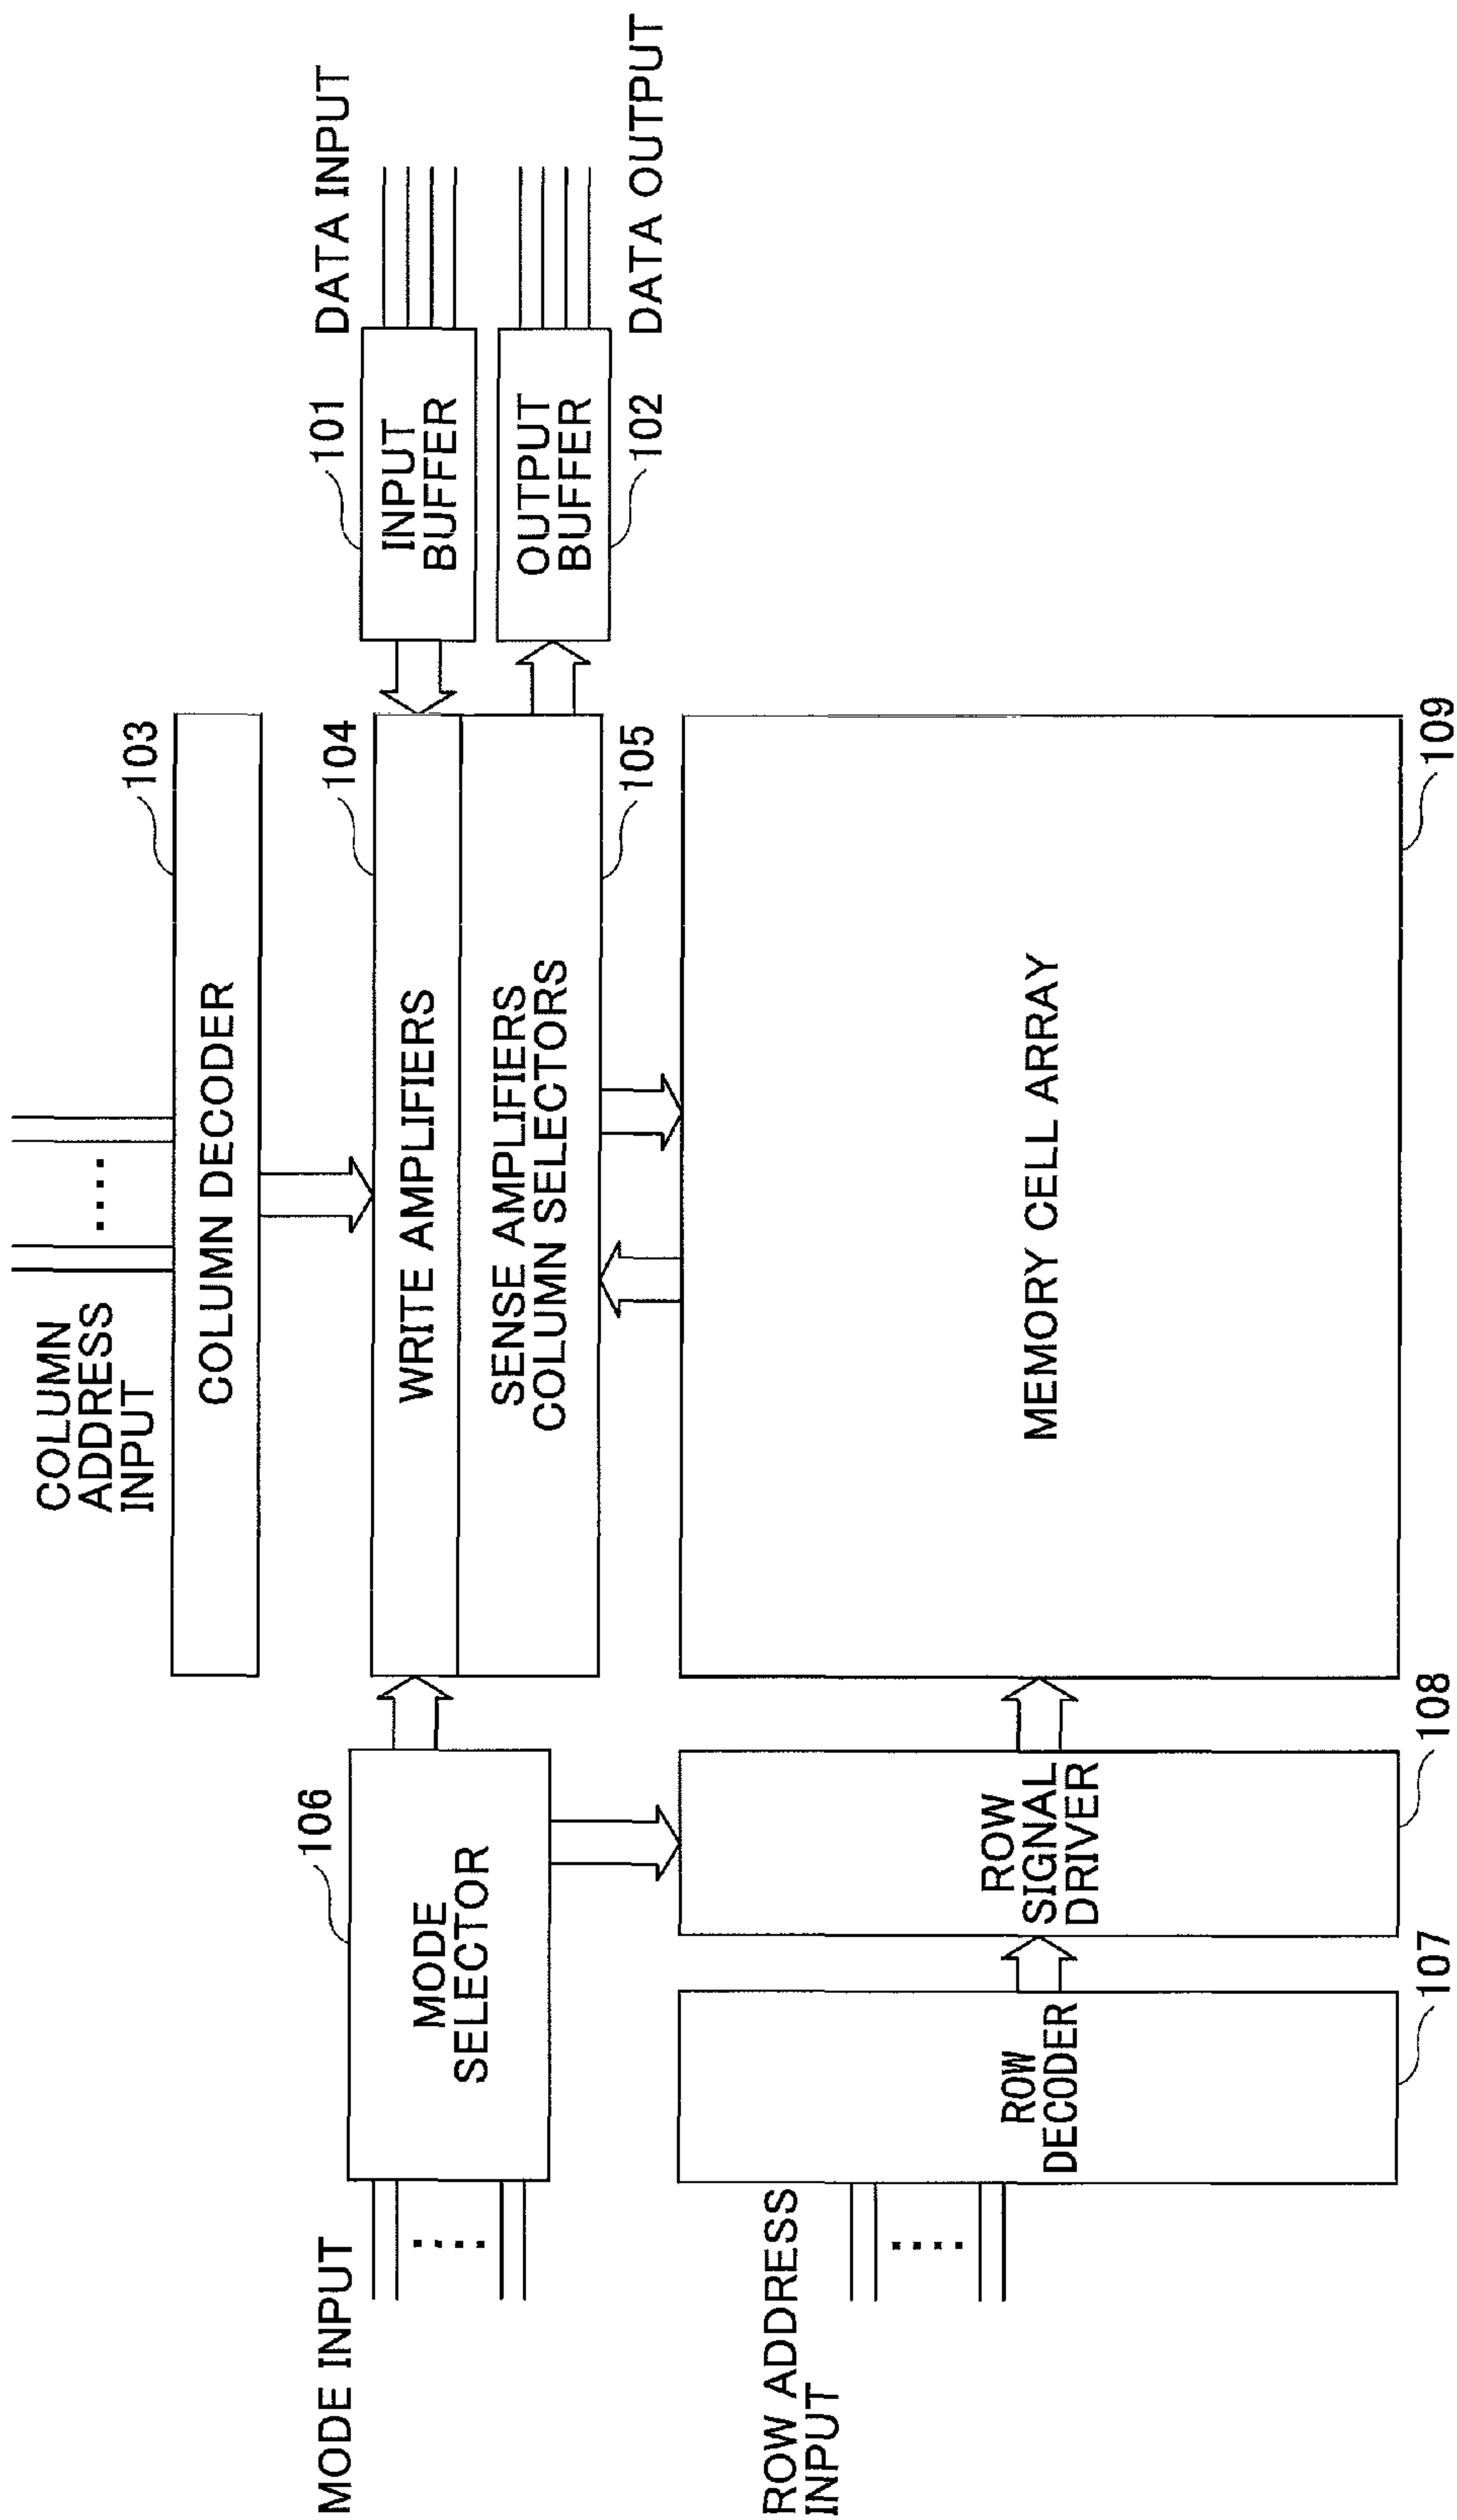 COLUMN
ADDRESS
INPUT
103
COLUMN DECODER
MODE INPUT
106
MODE
SELECTOR
104
WRITE AMPLIFIERS
SENSE AMPLIFIERS
COLUMN SELECTORS
105
101
INPUT
BUFFER
DATA INPUT
OUTPUT
BUFFER
102
DATA OUTPUT
ROW ADDRESS
INPUT
ROW
DECODER
107
ROW
SIGNAL
DRIVER
108
MEMORY CELL ARRAY
109